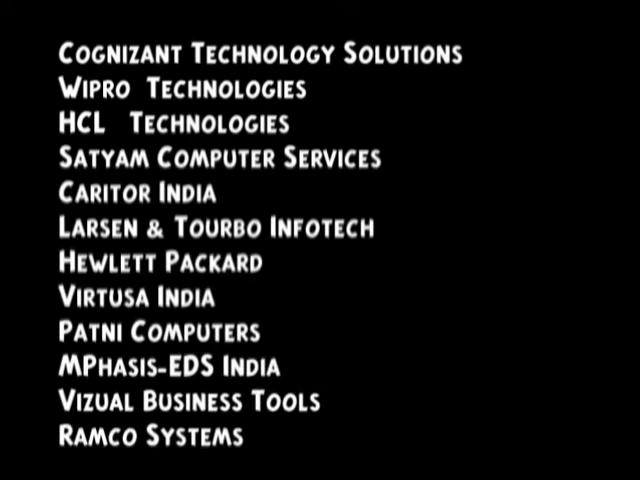 Cognizant Technology Solutions
Wipro Technologies
HCL Technologies
Satyam Computer Services
Caritor India
Larsen & Tourbo Infotech
Hewlett Packard
Virtusa India
Patni Computers
MPhasis-EDS India
Vizual Business Tools
Ramco Systems